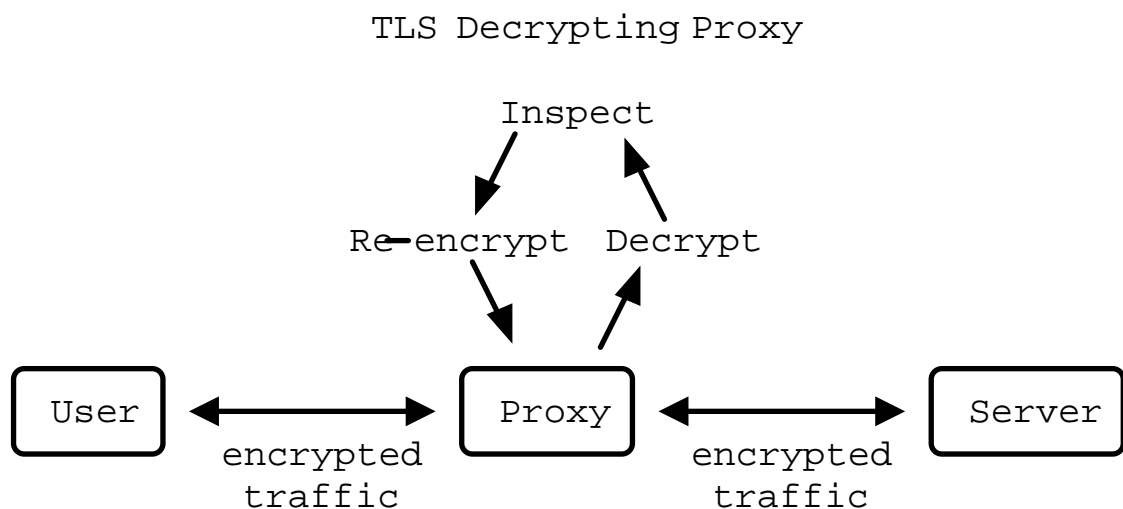 TLS Decrypting Proxy
Inspect
Re-encrypt Decrypt
User Proxy Server
encrypted encrypted
traffic traffic